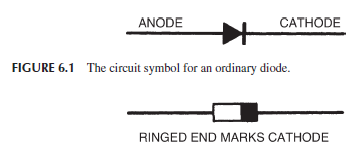 ANODE CATHODE
FIGURE 6.1 The circuit symbol for an ordinary diode.
RINGED END MARKS CATHODE